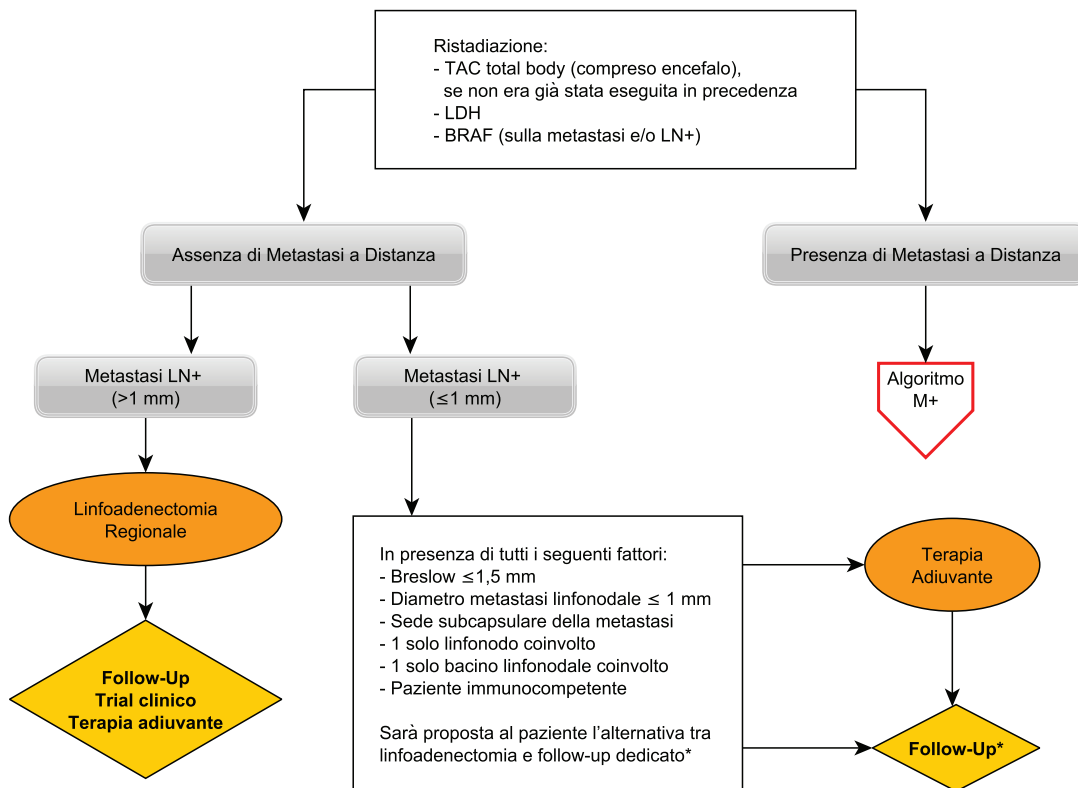 Ristadiazione:
- TAC total body (compreso encefalo),
se non era già stata eseguita in precedenza
- LDH
- BRAF (sulla metastasi e/o LN+)
Assenza di Metastasi a Distanza
Presenza di Metastasi a Distanza
Metastasi LN+
(>1 mm)
Metastasi LN+
(≤1 mm)
Algoritmo
M+
Linfoadenectomia
Regionale
In presenza di tutti i seguenti fattori:
- Breslow ≤1,5 mm
- Diametro metastasi linfonodale ≤ 1 mm
- Sede subcapsulare della metastasi
- 1 solo linfonodo coinvolto
- 1 solo bacino linfonodale coinvolto
- Paziente immunocompetente
Sarà proposta al paziente l’alternativa tra
linfoadenectomia e follow-up dedicato*
Terapia
Adiuvante
Follow-Up
Trial clinico
Terapia adiuvante
Follow-Up*